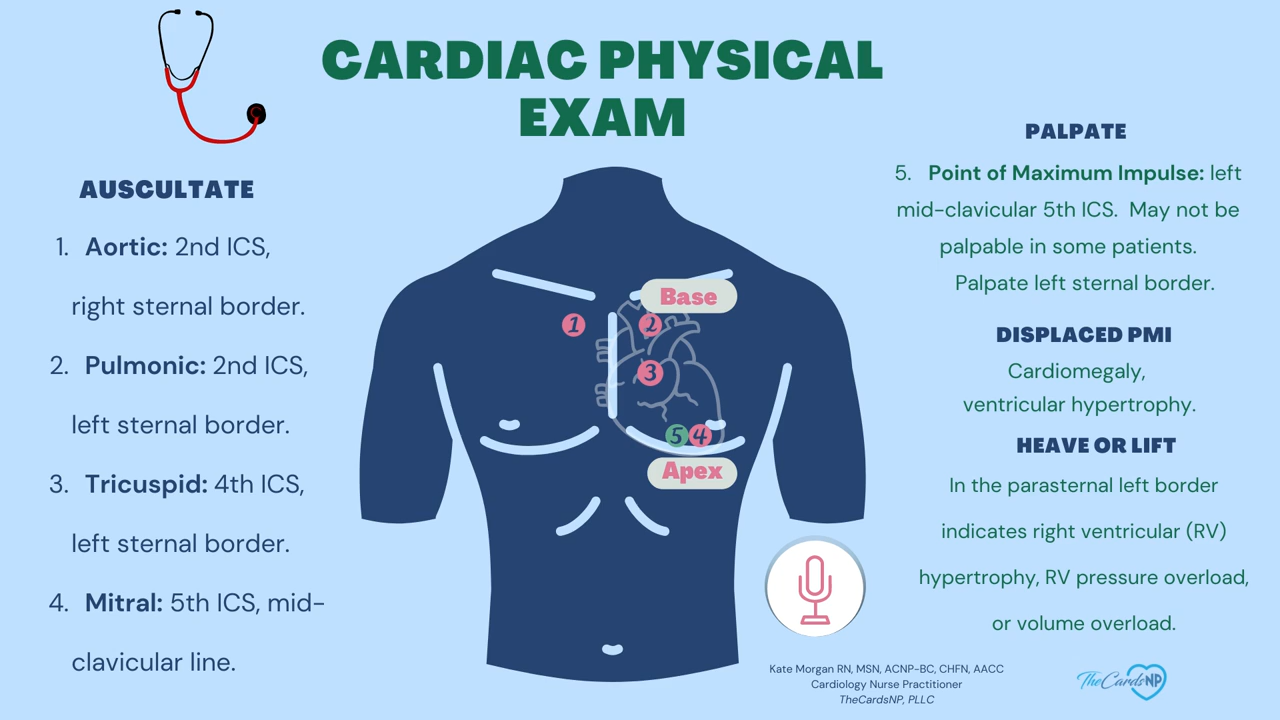 CARDIAC PHYSICAL
EXAM
AUSCULTATE
1. Aortic: 2nd ICS,
right sternal border.
2. Pulmonic: 2nd ICS,
left sternal border.
3. Tricuspid: 4th ICS,
left sternal border.
4. Mitral: 5th ICS, mid-
clavicular line.
Base
1
2
3
5
4
Apex
PALPATE
5. Point of Maximum Impulse: left
mid-clavicular 5th ICS. May not be
palpable in some patients.
Palpate left sternal border.
DISPLACED PMI
Cardiomegaly,
ventricular hypertrophy.
HEAVE OR LIFT
In the parasternal left border
indicates right ventricular (RV)
hypertrophy, RV pressure overload,
or volume overload.
Kate Morgan RN, MSN, ACNP-BC, CHFN, AACC
Cardiology Nurse Practitioner
TheCardsNP, PLLC
TheCardsNP